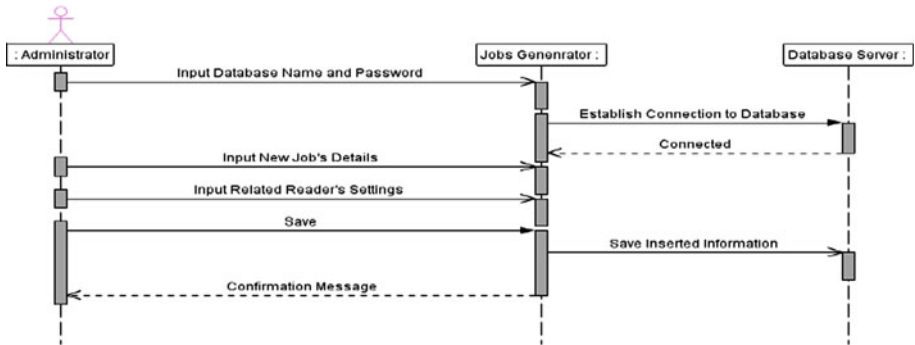 : Administrator
Jobs Genenrator :
Database Server :
Input Database Name and Password
Establish Connection to Database
Connected
Input New Job's Details
Input Related Reader's Settings
Save
Save Inserted Information
Confirmation Message